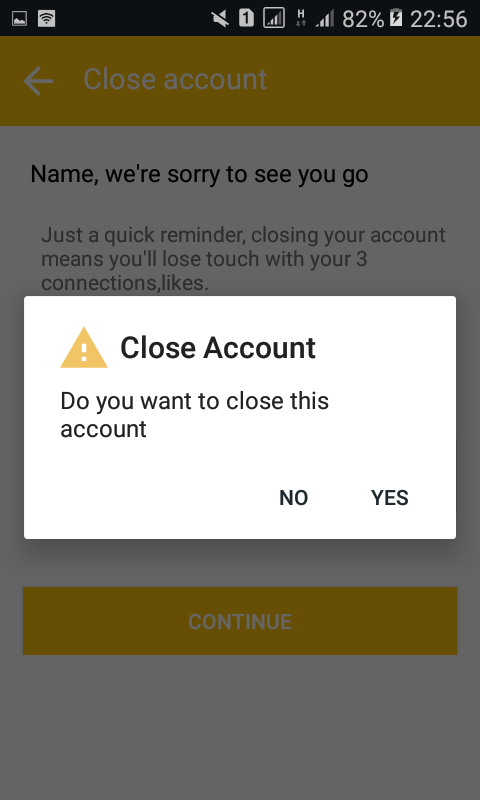 1 H 82% 22:56
Close account
Name, we're sorry to see you go
Just a quick reminder, closing your account
means you'll lose touch with your 3
connections,likes.
Close Account
Do you want to close this
account
NO YES
CONTINUE